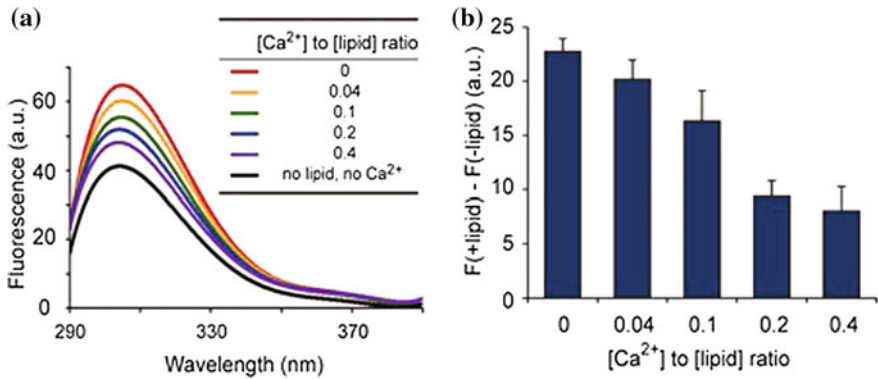 (a)
[Ca²⁺] to [lipid] ratio
0
0.04
0.1
0.2
0.4
no lipid, no Ca²⁺
60
40
20
0
Fluorescence (a.u.)
290
330
370
Wavelength (nm)
(b)
25
20
15
10
5
0
F(+lipid) - F(-lipid) (a.u.)
0
0.04
0.1
0.2
0.4
[Ca²⁺] to [lipid] ratio